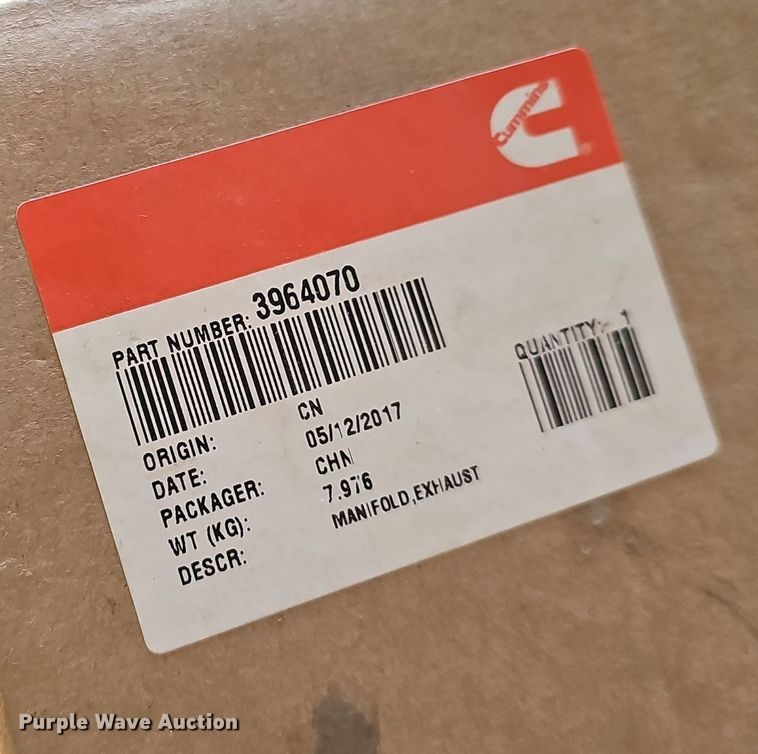 Cummins
PART NUMBER: 3964070
QUANTITY: 1
ORIGIN: CN
DATE: 05/12/2017
PACKAGER: CHN
WT (KG): 7.976
DESCR: MANIFOLD,EXHAUST
Purple Wave Auction